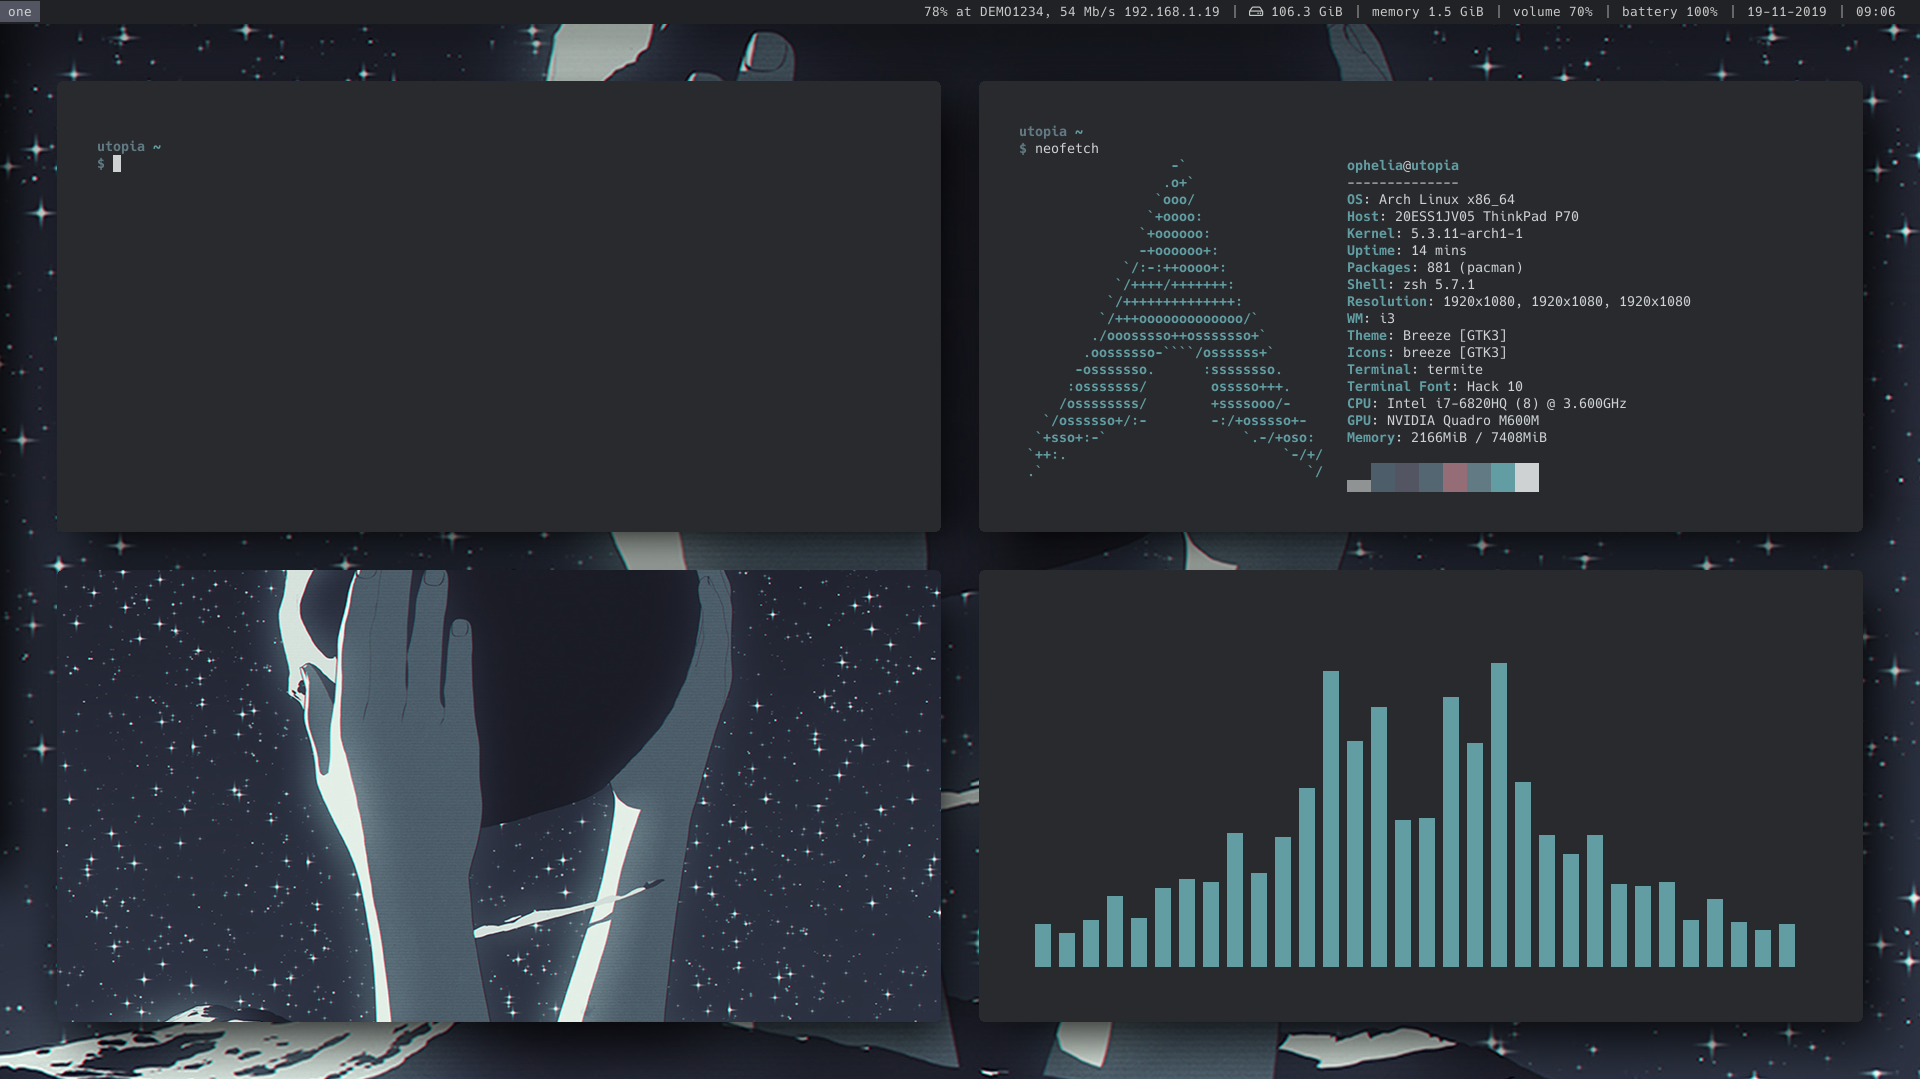 one
78% at DEMO1234, 54 Mb/s 192.168.1.19 | 106.3 GiB | memory 1.5 GiB | volume 70% | battery 100% | 19-11-2019 | 09:06
utopia ~
$
utopia ~
$ neofetch
-`
.o+`
`ooo/
`+oooo:
`+oooooo:
-+oooooo+:
`/:-:++oooo+:
`/++++/+++++++:
`/++++++++++++++:
`/+++ooooooooooooo/`
./ooosssso++osssssso+`
.oossssso-````/ossssss+`
-osssssso. :ssssssso.
:osssssss/ osssso+++.
/ossssssss/ +ssssooo/-
`/ossssso+/:- -:/+osssso+-
`+sso+:-` `.-/+oso:
`++:. `-/+/
.` `/
ophelia@utopia
--------------
OS: Arch Linux x86_64
Host: 20ESS1JV05 ThinkPad P70
Kernel: 5.3.11-arch1-1
Uptime: 14 mins
Packages: 881 (pacman)
Shell: zsh 5.7.1
Resolution: 1920x1080, 1920x1080, 1920x1080
WM: i3
Theme: Breeze [GTK3]
Icons: breeze [GTK3]
Terminal: termite
Terminal Font: Hack 10
CPU: Intel i7-6820HQ (8) @ 3.600GHz
GPU: NVIDIA Quadro M600M
Memory: 2166MiB / 7408MiB